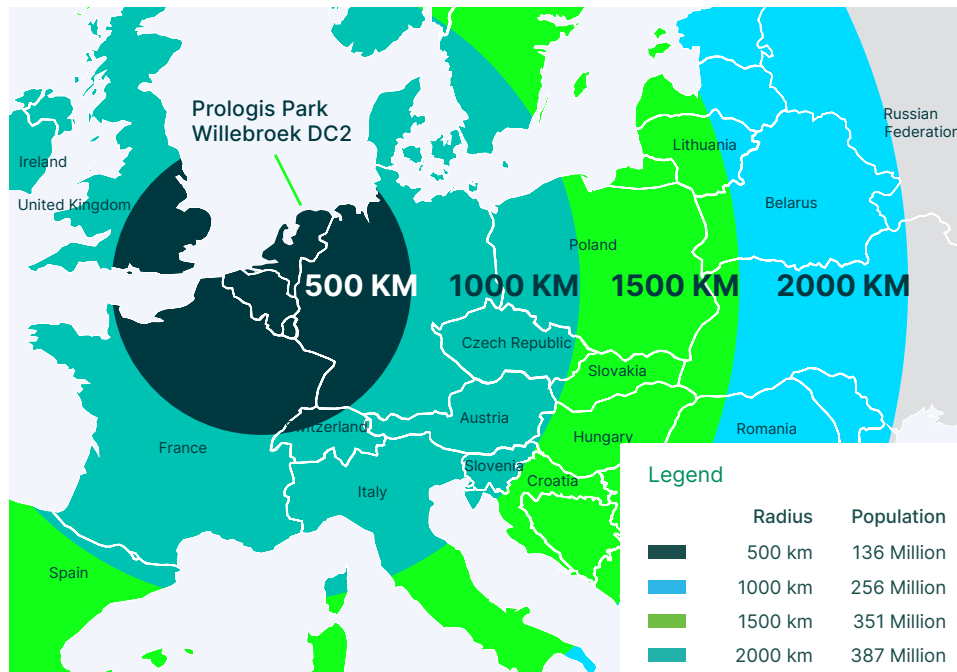 Prologis Park
Willebroek DC2
Ireland
United Kingdom
Russian
Federation
Lithuania
Belarus
Poland
500 KM
1000 KM
1500 KM
2000 KM
Czech Republic
Slovakia
Austria
Switzerland
France
Hungary
Romania
Slovenia
Croatia
Italy
Spain
Legend
Radius Population
500 km 136 Million
1000 km 256 Million
1500 km 351 Million
2000 km 387 Million